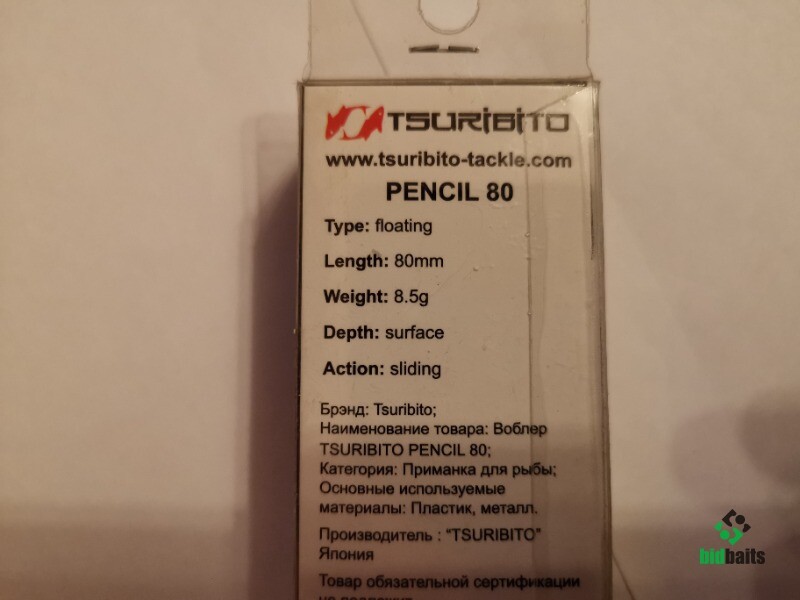 TSURIBITO
www.tsuribito-tackle.com
PENCIL 80
Type: floating
Length: 80mm
Weight: 8.5g
Depth: surface
Action: sliding
Брэнд: Tsuribito;
Наименование товара: Воблер
TSURIBITO PENCIL 80;
Категория: Приманка для рыбы;
Основные используемые
материалы: Пластик, металл.
Производитель : "TSURIBITO"
Япония
Товар обязательной сертификации
bidbaits